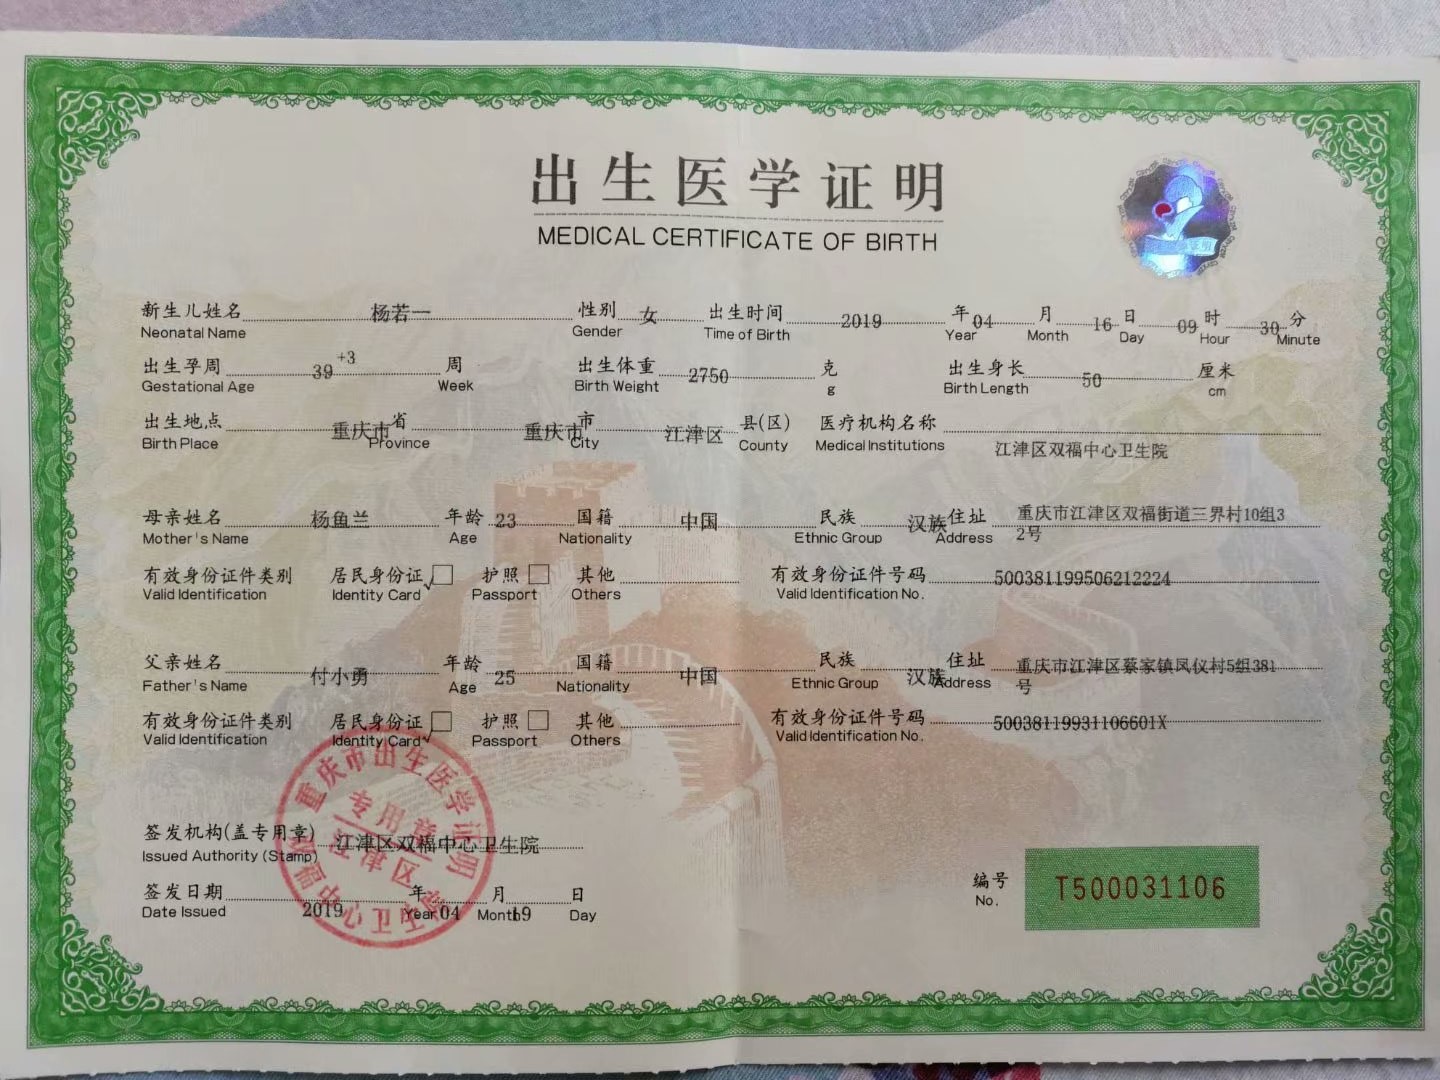 出生医学证明
MEDICAL CERTIFICATE OF BIRTH
新生儿姓名 杨若一 性别 女 出生时间 2019 年 04 月 16 日 09 时 30 分
Neonatal Name Gender Time of Birth Year Month Day Hour Minute
出生孕周 39+3 周 出生体重 2750 克 出生身长 50 厘米
Gestational Age Week Birth Weight g Birth Length cm
出生地点 重庆市 省 重庆市 市 江津区 县(区) 医疗机构名称 江津区双福中心卫生院
Birth Place Province City County Medical Institutions
母亲姓名 杨鱼兰 年龄 23 国籍 中国 民族 汉族 住址 重庆市江津区双福街道三界村10组3
2号
Mother's Name Age Nationality Ethnic Group Address
有效身份证件类别 居民身份证 护照 其他 有效身份证件号码 500381199506212224
Valid Identification Identity Card Passport Others Valid Identification No.
父亲姓名 付小勇 年龄 25 国籍 中国 民族 汉族 住址 重庆市江津区蔡家镇凤仪村5组381
号
Father's Name Age Nationality Ethnic Group Address
有效身份证件类别 居民身份证 护照 其他 有效身份证件号码 50038119931106601X
Valid Identification Identity Card Passport Others Valid Identification No.
重庆市出生医学证明
专用章
江津区
签发机构(盖专用章) 江津区双福中心卫生院
Issued Authority (Stamp)
签发日期 2019 年 04 月 19 日
Date Issued Year Month Day
编号 T500031106
No.